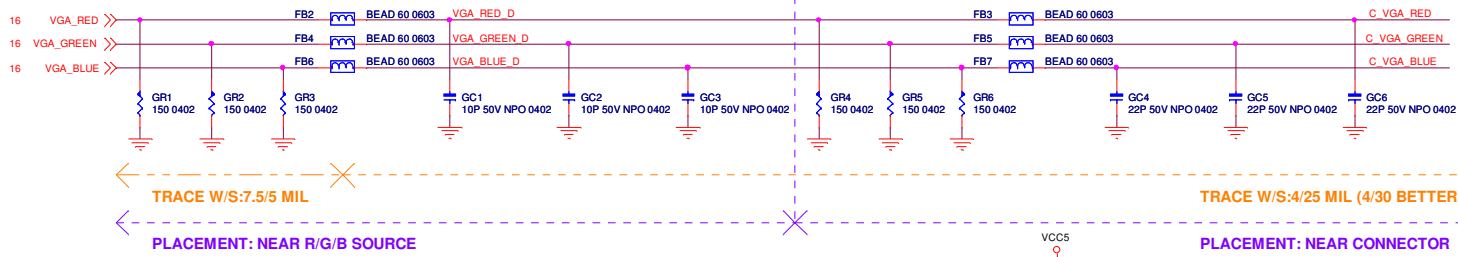 16 VGA_RED FB2 BEAD 60 0603 VGA_RED_D FB3 BEAD 60 0603 C_VGA_RED
16 VGA_GREEN FB4 BEAD 60 0603 VGA_GREEN_D FB5 BEAD 60 0603 C_VGA_GREEN
16 VGA_BLUE FB6 BEAD 60 0603 VGA_BLUE_D FB7 BEAD 60 0603 C_VGA_BLUE
GR1 GR2 GR3 GC1 GC2 GC3 GR4 GR5 GR6 GC4 GC5 GC6
150 0402 150 0402 150 0402 10P 50V NPO 0402 10P 50V NPO 0402 10P 50V NPO 0402 150 0402 150 0402 150 0402 22P 50V NPO 0402 22P 50V NPO 0402 22P 50V NPO 0402
TRACE W/S:7.5/5 MIL TRACE W/S:4/25 MIL (4/30 BETTER
PLACEMENT: NEAR R/G/B SOURCE VCC5 PLACEMENT: NEAR CONNECTOR